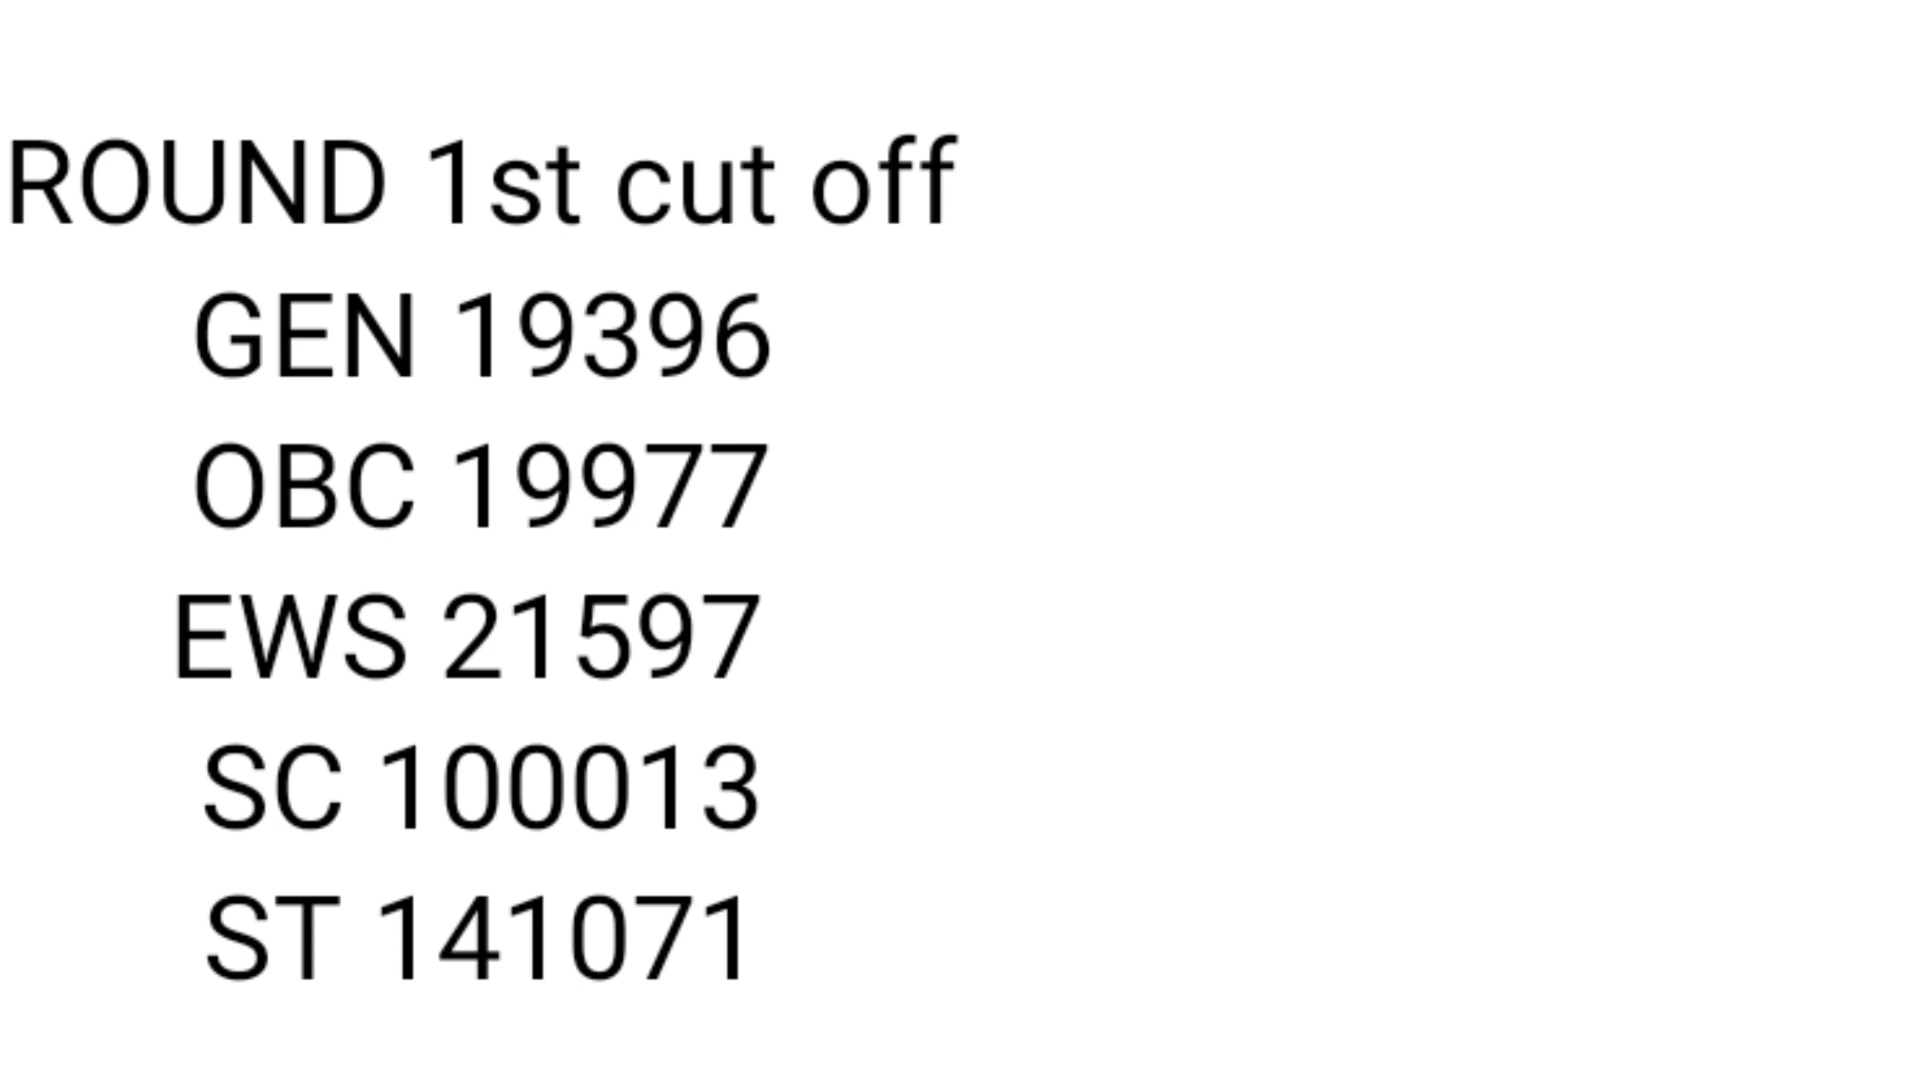 ROUND 1st cut off
GEN 19396
OBC 19977
EWS 21597
SC 100013
ST 141071